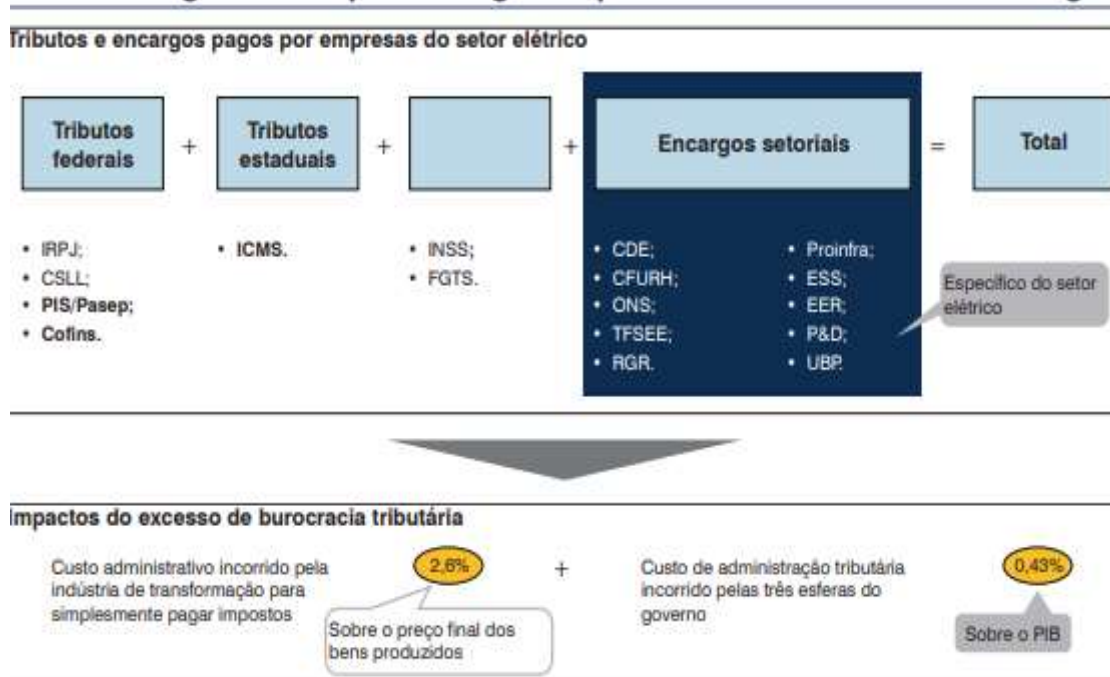 Tributos e encargos pagos por empresas do setor elétrico
Tributos
federais
+
Tributos
estaduais
+
+
Encargos setoriais
=
Total
• IRPJ;
• CSLL;
• PIS/Pasep;
• Cofins.
• ICMS.
• INSS;
• FGTS.
• CDE;
• CFURH;
• ONS;
• TFSEE;
• RGR.
• Proinfra;
• ESS;
• EER;
• P&D;
• UBP.
Específico do setor
elétrico
Impactos do excesso de burocracia tributária
Custo administrativo incorrido pela
indústria de transformação para
simplesmente pagar impostos
2,6%
Sobre o preço final dos
bens produzidos
+
Custo de administração tributária
incorrido pelas três esferas do
governo
0,43%
Sobre o PIB